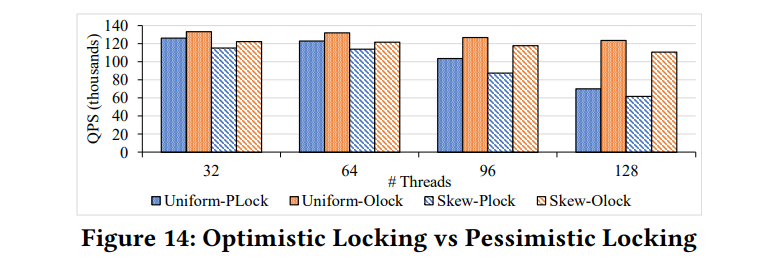 140
120
100
80
60
40
20
0
QPS (thousands)
32 64 96 128
# Threads
Uniform-PLock Uniform-Olock Skew-Plock Skew-Olock
Figure 14: Optimistic Locking vs Pessimistic Locking